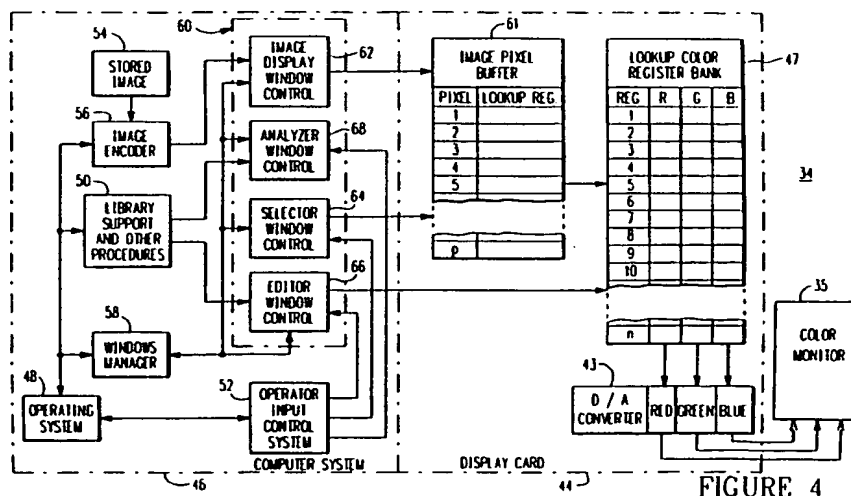 54
STORED
IMAGE
56
IMAGE
ENCODER
50
LIBRARY
SUPPORT
AND OTHER
PROCEDURES
58
WINDOWS
MANAGER
48
OPERATING
SYSTEM
60
IMAGE
DISPLAY
WINDOW
CONTROL
62
ANALYZER
WINDOW
CONTROL
68
SELECTOR
WINDOW
CONTROL
64
EDITOR
WINDOW
CONTROL
66
52
OPERATOR
INPUT
CONTROL
SYSTEM
COMPUTER SYSTEM
46
61
IMAGE PIXEL
BUFFER
PIXEL LOOKUP REG.
1
2
3
4
5
p
LOOKUP COLOR
REGISTER BANK
47
REG R G B
1
2
3
4
5
6
7
8
9
10
n
34
35
COLOR
MONITOR
43
D / A
CONVERTER
RED GREEN BLUE
DISPLAY CARD
44
FIGURE 4